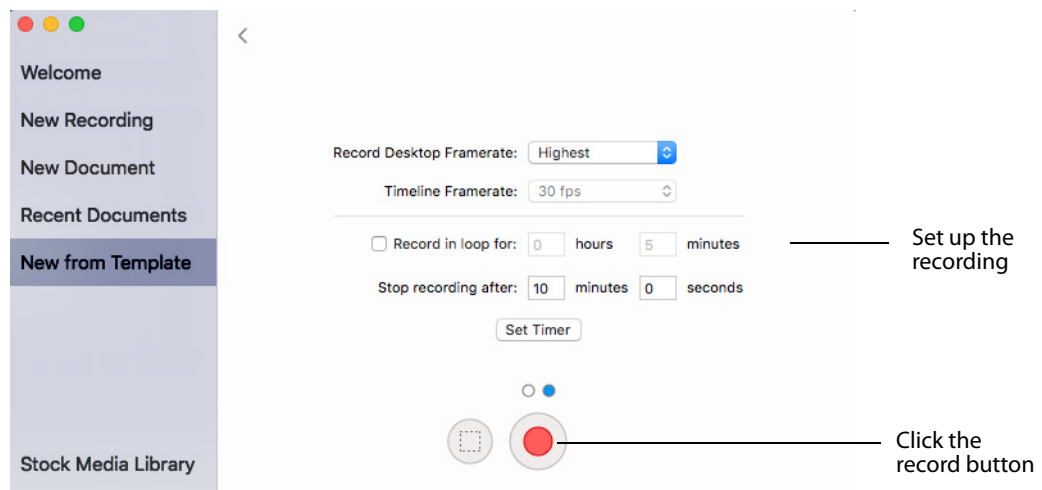 Welcome
New Recording
New Document
Recent Documents
New from Template
Stock Media Library
Record Desktop Framerate: Highest
Timeline Framerate: 30 fps
Record in loop for: 0 hours 5 minutes
Stop recording after: 10 minutes 0 seconds
Set Timer
Set up the
recording
Click the
record button